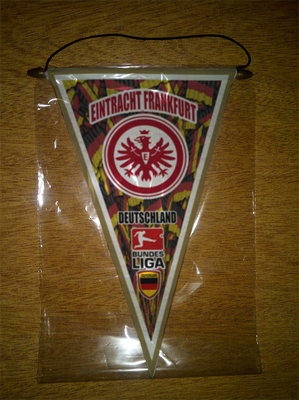 EINTRACHT FRANKFURT
DEUTSCHLAND
BUNDES
LIGA